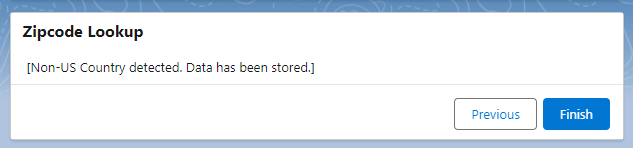 Zipcode Lookup
[Non-US Country detected. Data has been stored.]
Previous
Finish